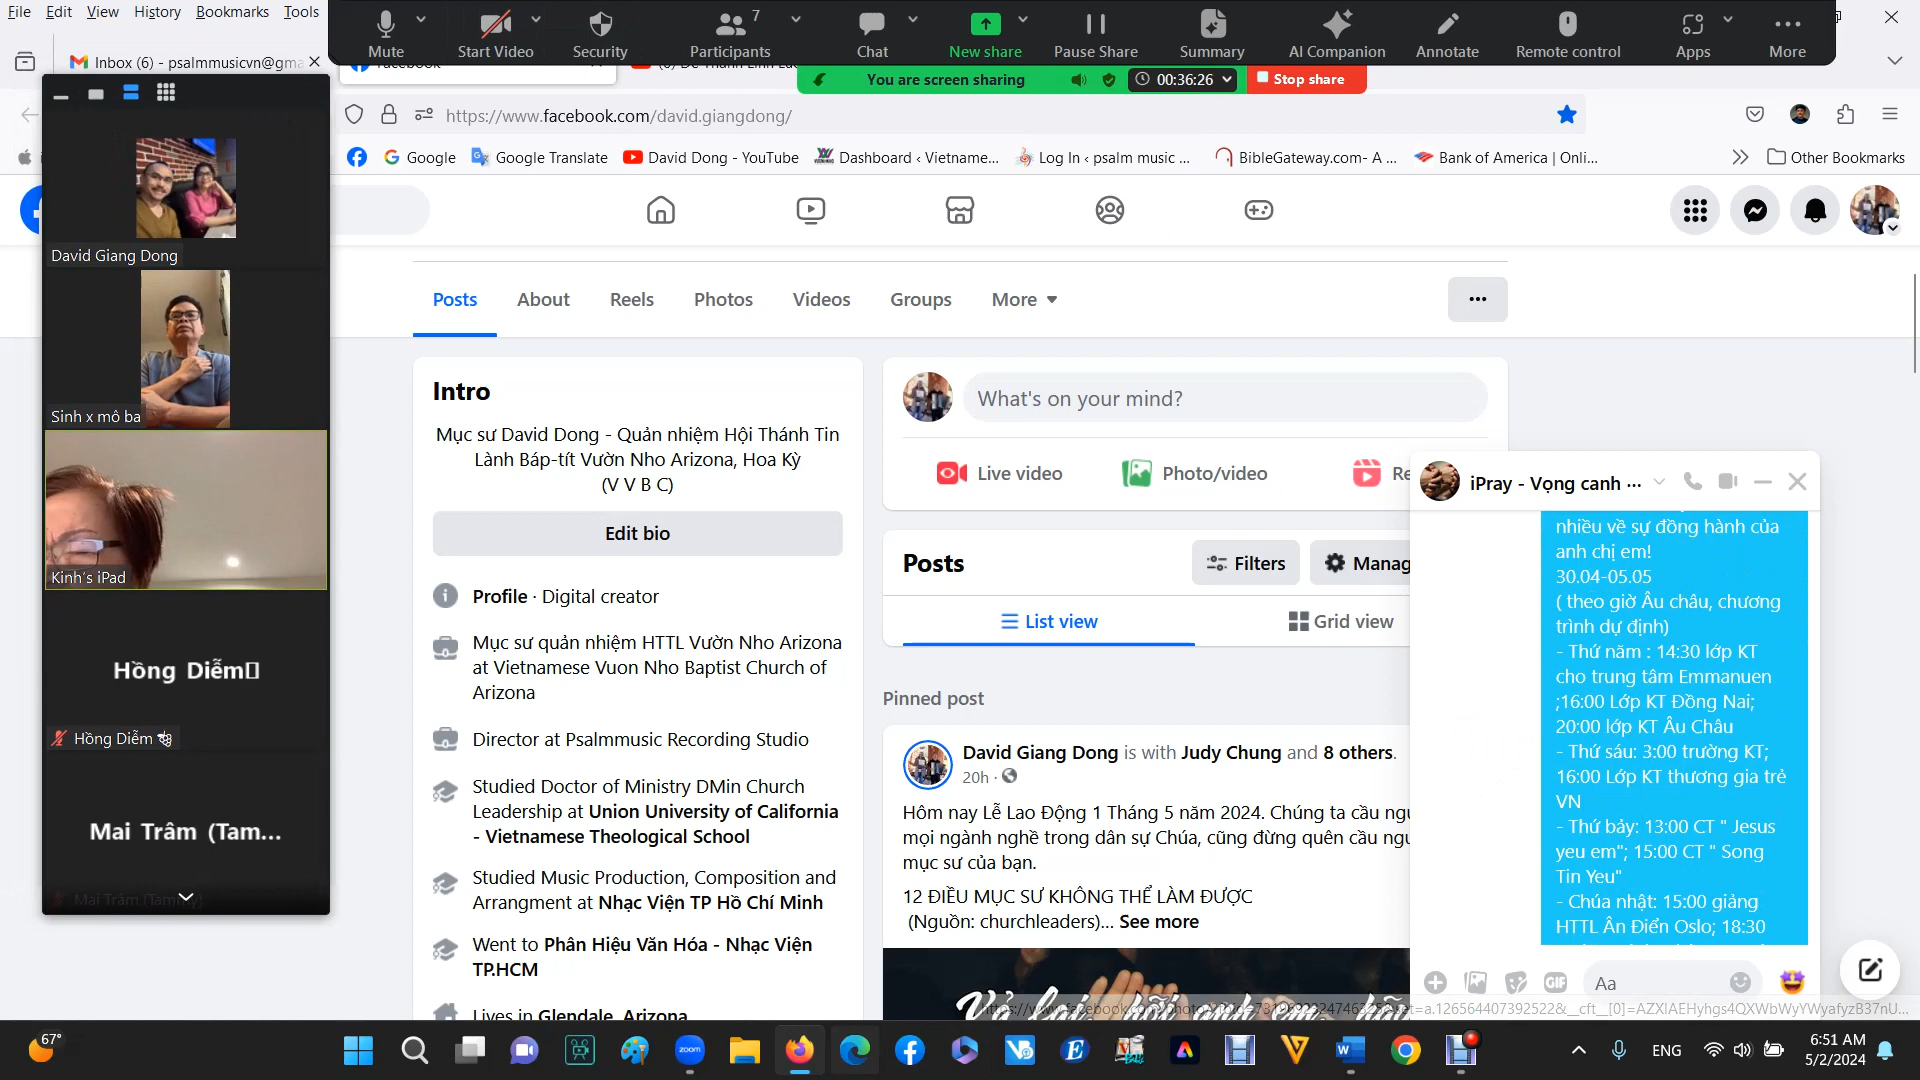 File Edit View History Bookmarks Tools
Mute
Start Video
Security
Participants
7
Chat
New share
Pause Share
Summary
AI Companion
Annotate
Remote control
Apps
More
Inbox (6) - psalmmusicvn@gma
You are screen sharing
00:36:26
Stop share
https://www.facebook.com/david.giangdong/
Google
Google Translate
David Dong - YouTube
Dashboard ‹ Vietname...
Log In ‹ psalm music ...
BibleGateway.com- A ...
Bank of America | Onli...
Other Bookmarks
David Giang Dong
Sinh x mô ba
Kinh's iPad
Hồng Diễm
Hồng Diễm
Mai Trâm (Tam...
Posts
About
Reels
Photos
Videos
Groups
More
Intro
Mục sư David Dong - Quản nhiệm Hội Thánh Tin
Lành Báp-tít Vườn Nho Arizona, Hoa Kỳ
(V V B C)
Edit bio
Profile · Digital creator
Mục sư quản nhiệm HTTL Vườn Nho Arizona
at Vietnamese Vuon Nho Baptist Church of
Arizona
Director at Psalmmusic Recording Studio
Studied Doctor of Ministry DMin Church
Leadership at Union University of California
- Vietnamese Theological School
Studied Music Production, Composition and
Arrangment at Nhạc Viện TP Hồ Chí Minh
Went to Phân Hiệu Văn Hóa - Nhạc Viện
TP.HCM
Lives in Glendale, Arizona
What's on your mind?
Live video
Photo/video
Re
Posts
Filters
Manag
List view
Grid view
Pinned post
David Giang Dong is with Judy Chung and 8 others.
20h ·
Hôm nay Lễ Lao Động 1 Tháng 5 năm 2024. Chúng ta cầu ngu
mọi ngành nghề trong dân sự Chúa, cũng đừng quên cầu ngu
mục sư của bạn.
12 ĐIỀU MỤC SƯ KHÔNG THỂ LÀM ĐƯỢC
(Nguồn: churchleaders)... See more
iPray - Vọng canh ...
nhiều về sự đồng hành của
anh chị em!
30.04-05.05
( theo giờ Âu châu, chương
trình dự định)
- Thứ năm : 14:30 lớp KT
cho trung tâm Emmanuen
;16:00 Lớp KT Đồng Nai;
20:00 lớp KT Âu Châu
- Thứ sáu: 3:00 trường KT;
16:00 Lớp KT thương gia trẻ
VN
- Thứ bảy: 13:00 CT " Jesus
yeu em"; 15:00 CT " Song
Tin Yeu"
- Chúa nhật: 15:00 giảng
HTTL Ân Điển Oslo; 18:30
GIF
Aa
67°
ENG
6:51 AM
5/2/2024